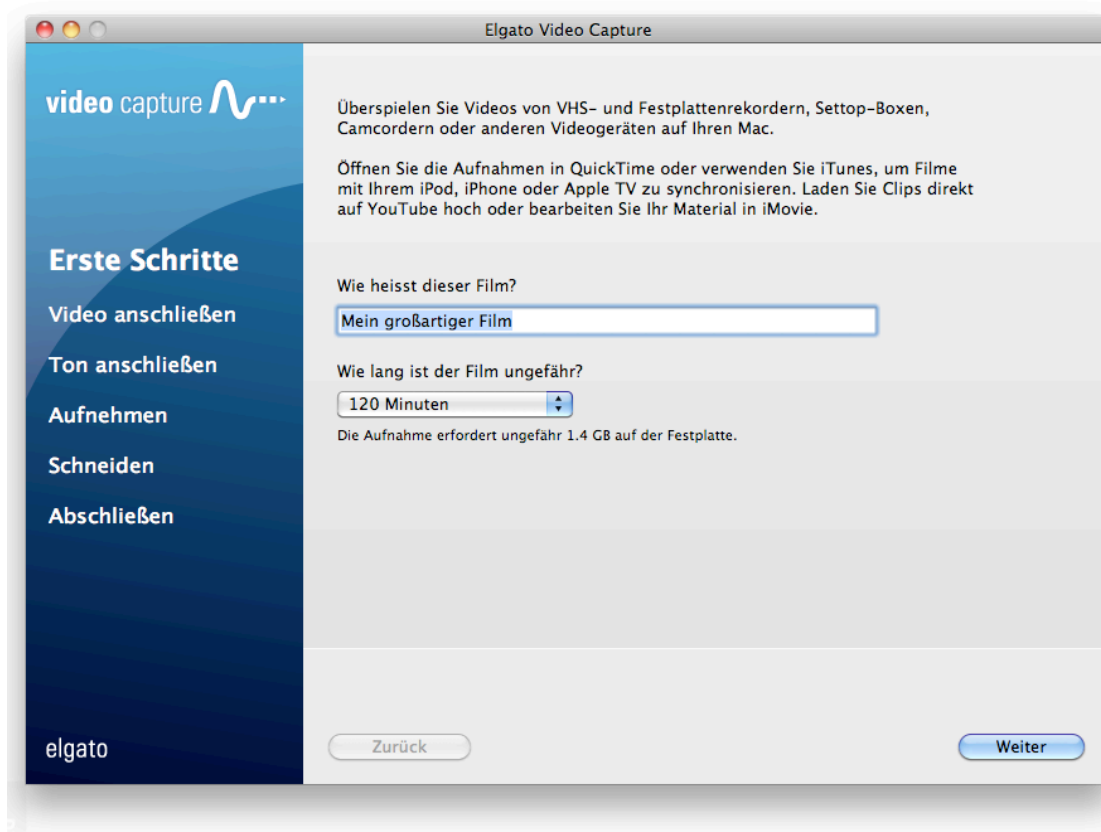 Elgato Video Capture
video capture
Erste Schritte
Video anschließen
Ton anschließen
Aufnehmen
Schneiden
Abschließen
elgato
Überspielen Sie Videos von VHS- und Festplattenrekordern, Settop-Boxen,
Camcordern oder anderen Videogeräten auf Ihren Mac.
Öffnen Sie die Aufnahmen in QuickTime oder verwenden Sie iTunes, um Filme
mit Ihrem iPod, iPhone oder Apple TV zu synchronisieren. Laden Sie Clips direkt
auf YouTube hoch oder bearbeiten Sie Ihr Material in iMovie.
Wie heisst dieser Film?
Mein großartiger Film
Wie lang ist der Film ungefähr?
120 Minuten
Die Aufnahme erfordert ungefähr 1.4 GB auf der Festplatte.
Zurück
Weiter